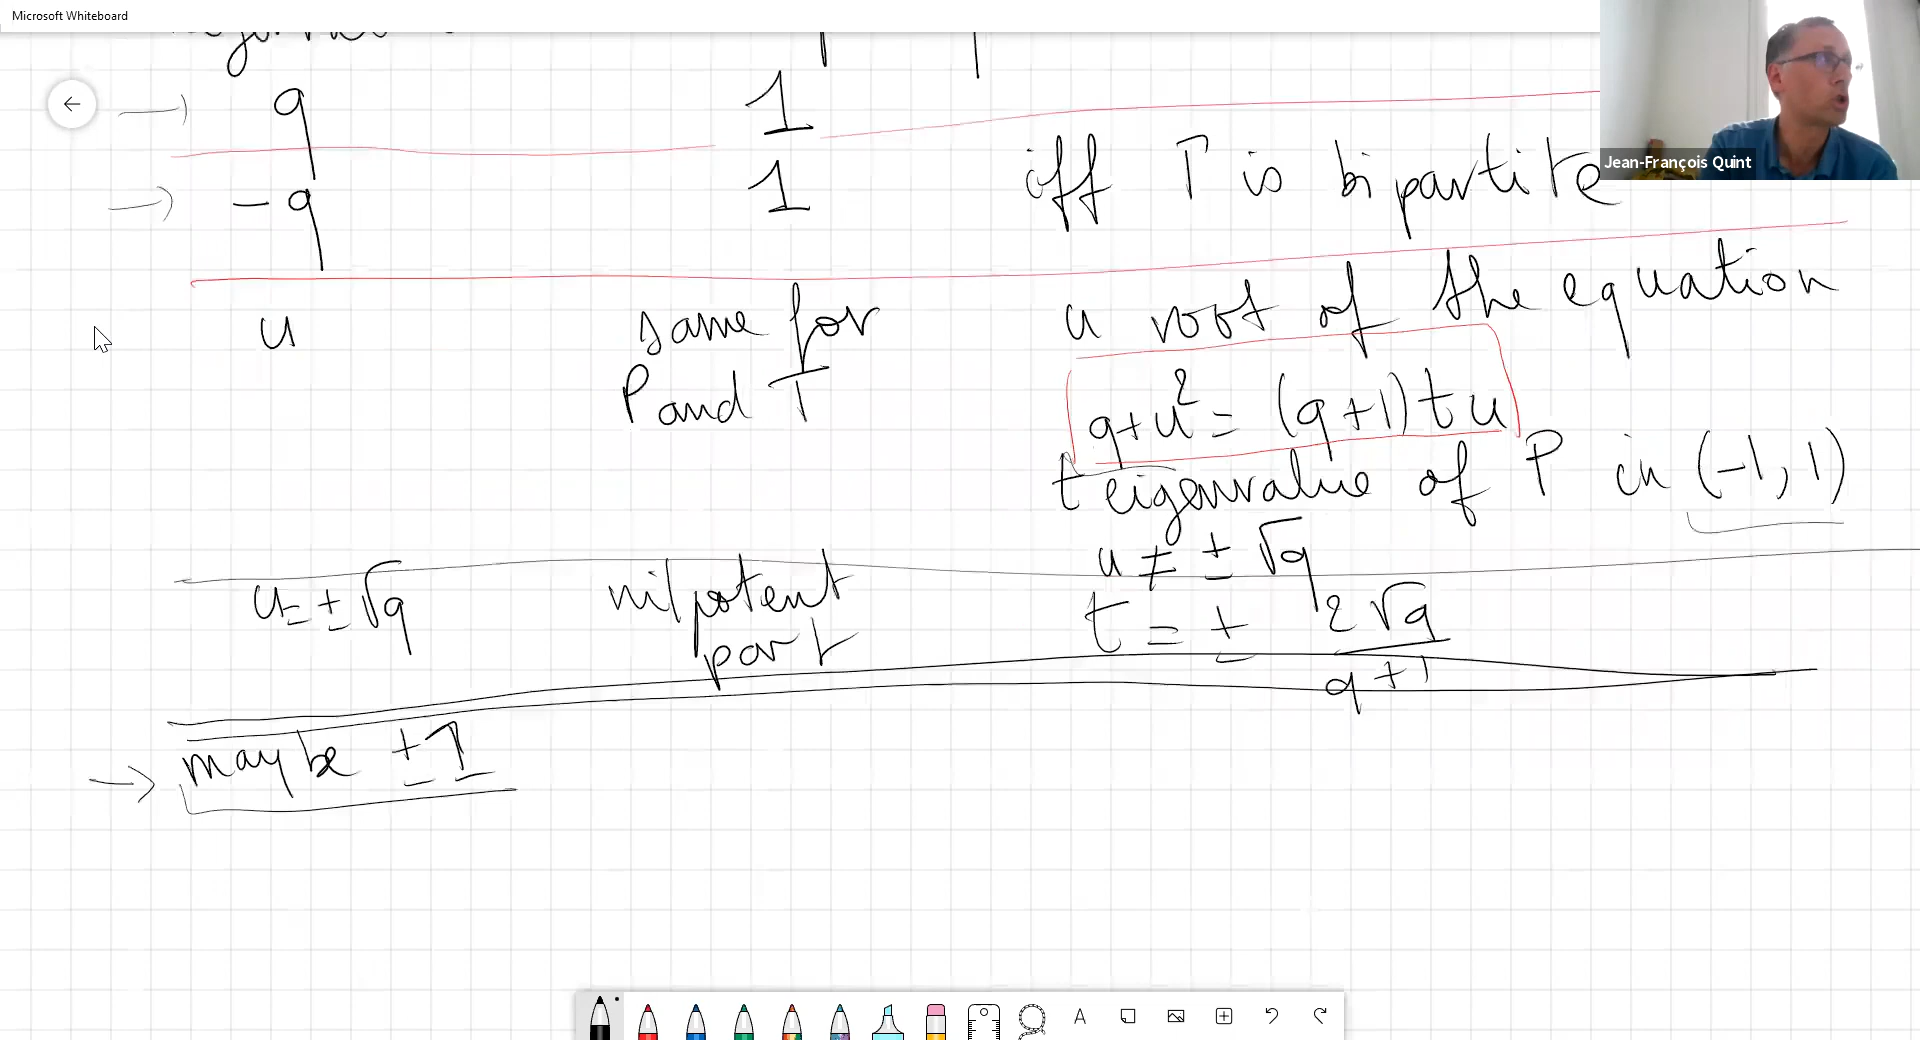 Microsoft Whiteboard
q 1
Jean-François Quint
-q 1 iff Γ is bipartite
u same for u root of the equation
P and T q+u² = (q+1)tu
t eigenvalue of P in (-1,1)
u ≠ ± √q
u = ± √q nilpotent t = ± 2√q / q+1
part
maybe ±1